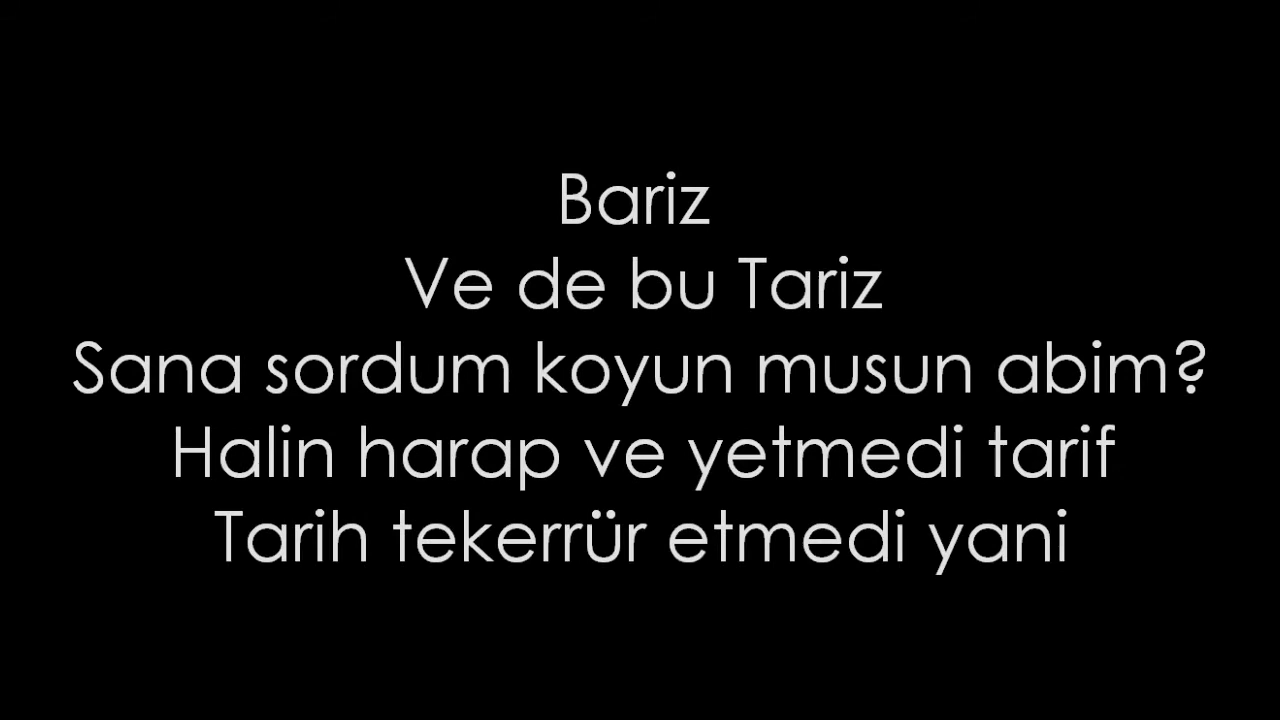 Bariz
Ve de bu Tariz
Sana sordum koyun musun abim?
Halin harap ve yetmedi tarif
Tarih tekerrür etmedi yani